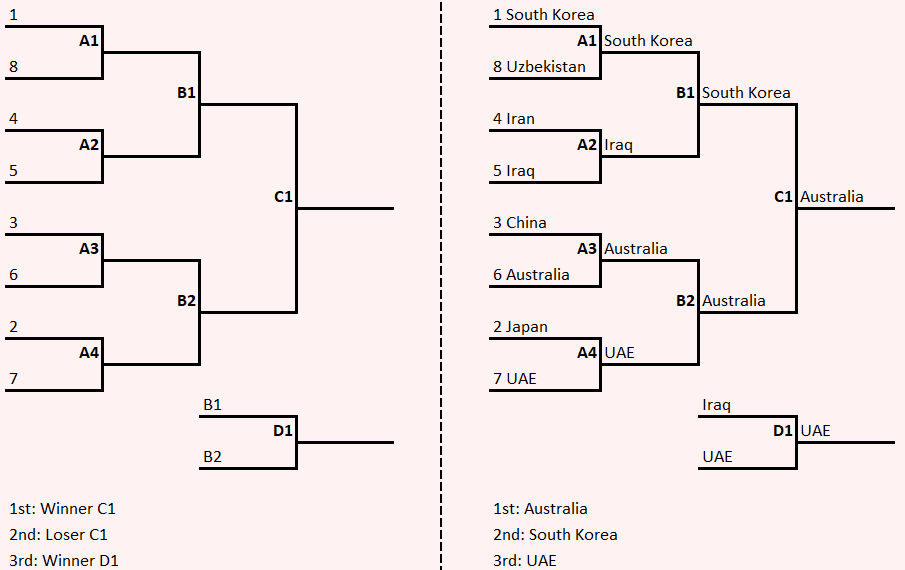 1
A1
8
B1
4
A2
5
C1
3
A3
6
B2
2
A4
7
B1
D1
B2
1st: Winner C1
2nd: Loser C1
3rd: Winner D1
1 South Korea
A1 South Korea
8 Uzbekistan
B1 South Korea
4 Iran
A2 Iraq
5 Iraq
C1 Australia
3 China
A3 Australia
6 Australia
B2 Australia
2 Japan
A4 UAE
7 UAE
Iraq
D1 UAE
UAE
1st: Australia
2nd: South Korea
3rd: UAE